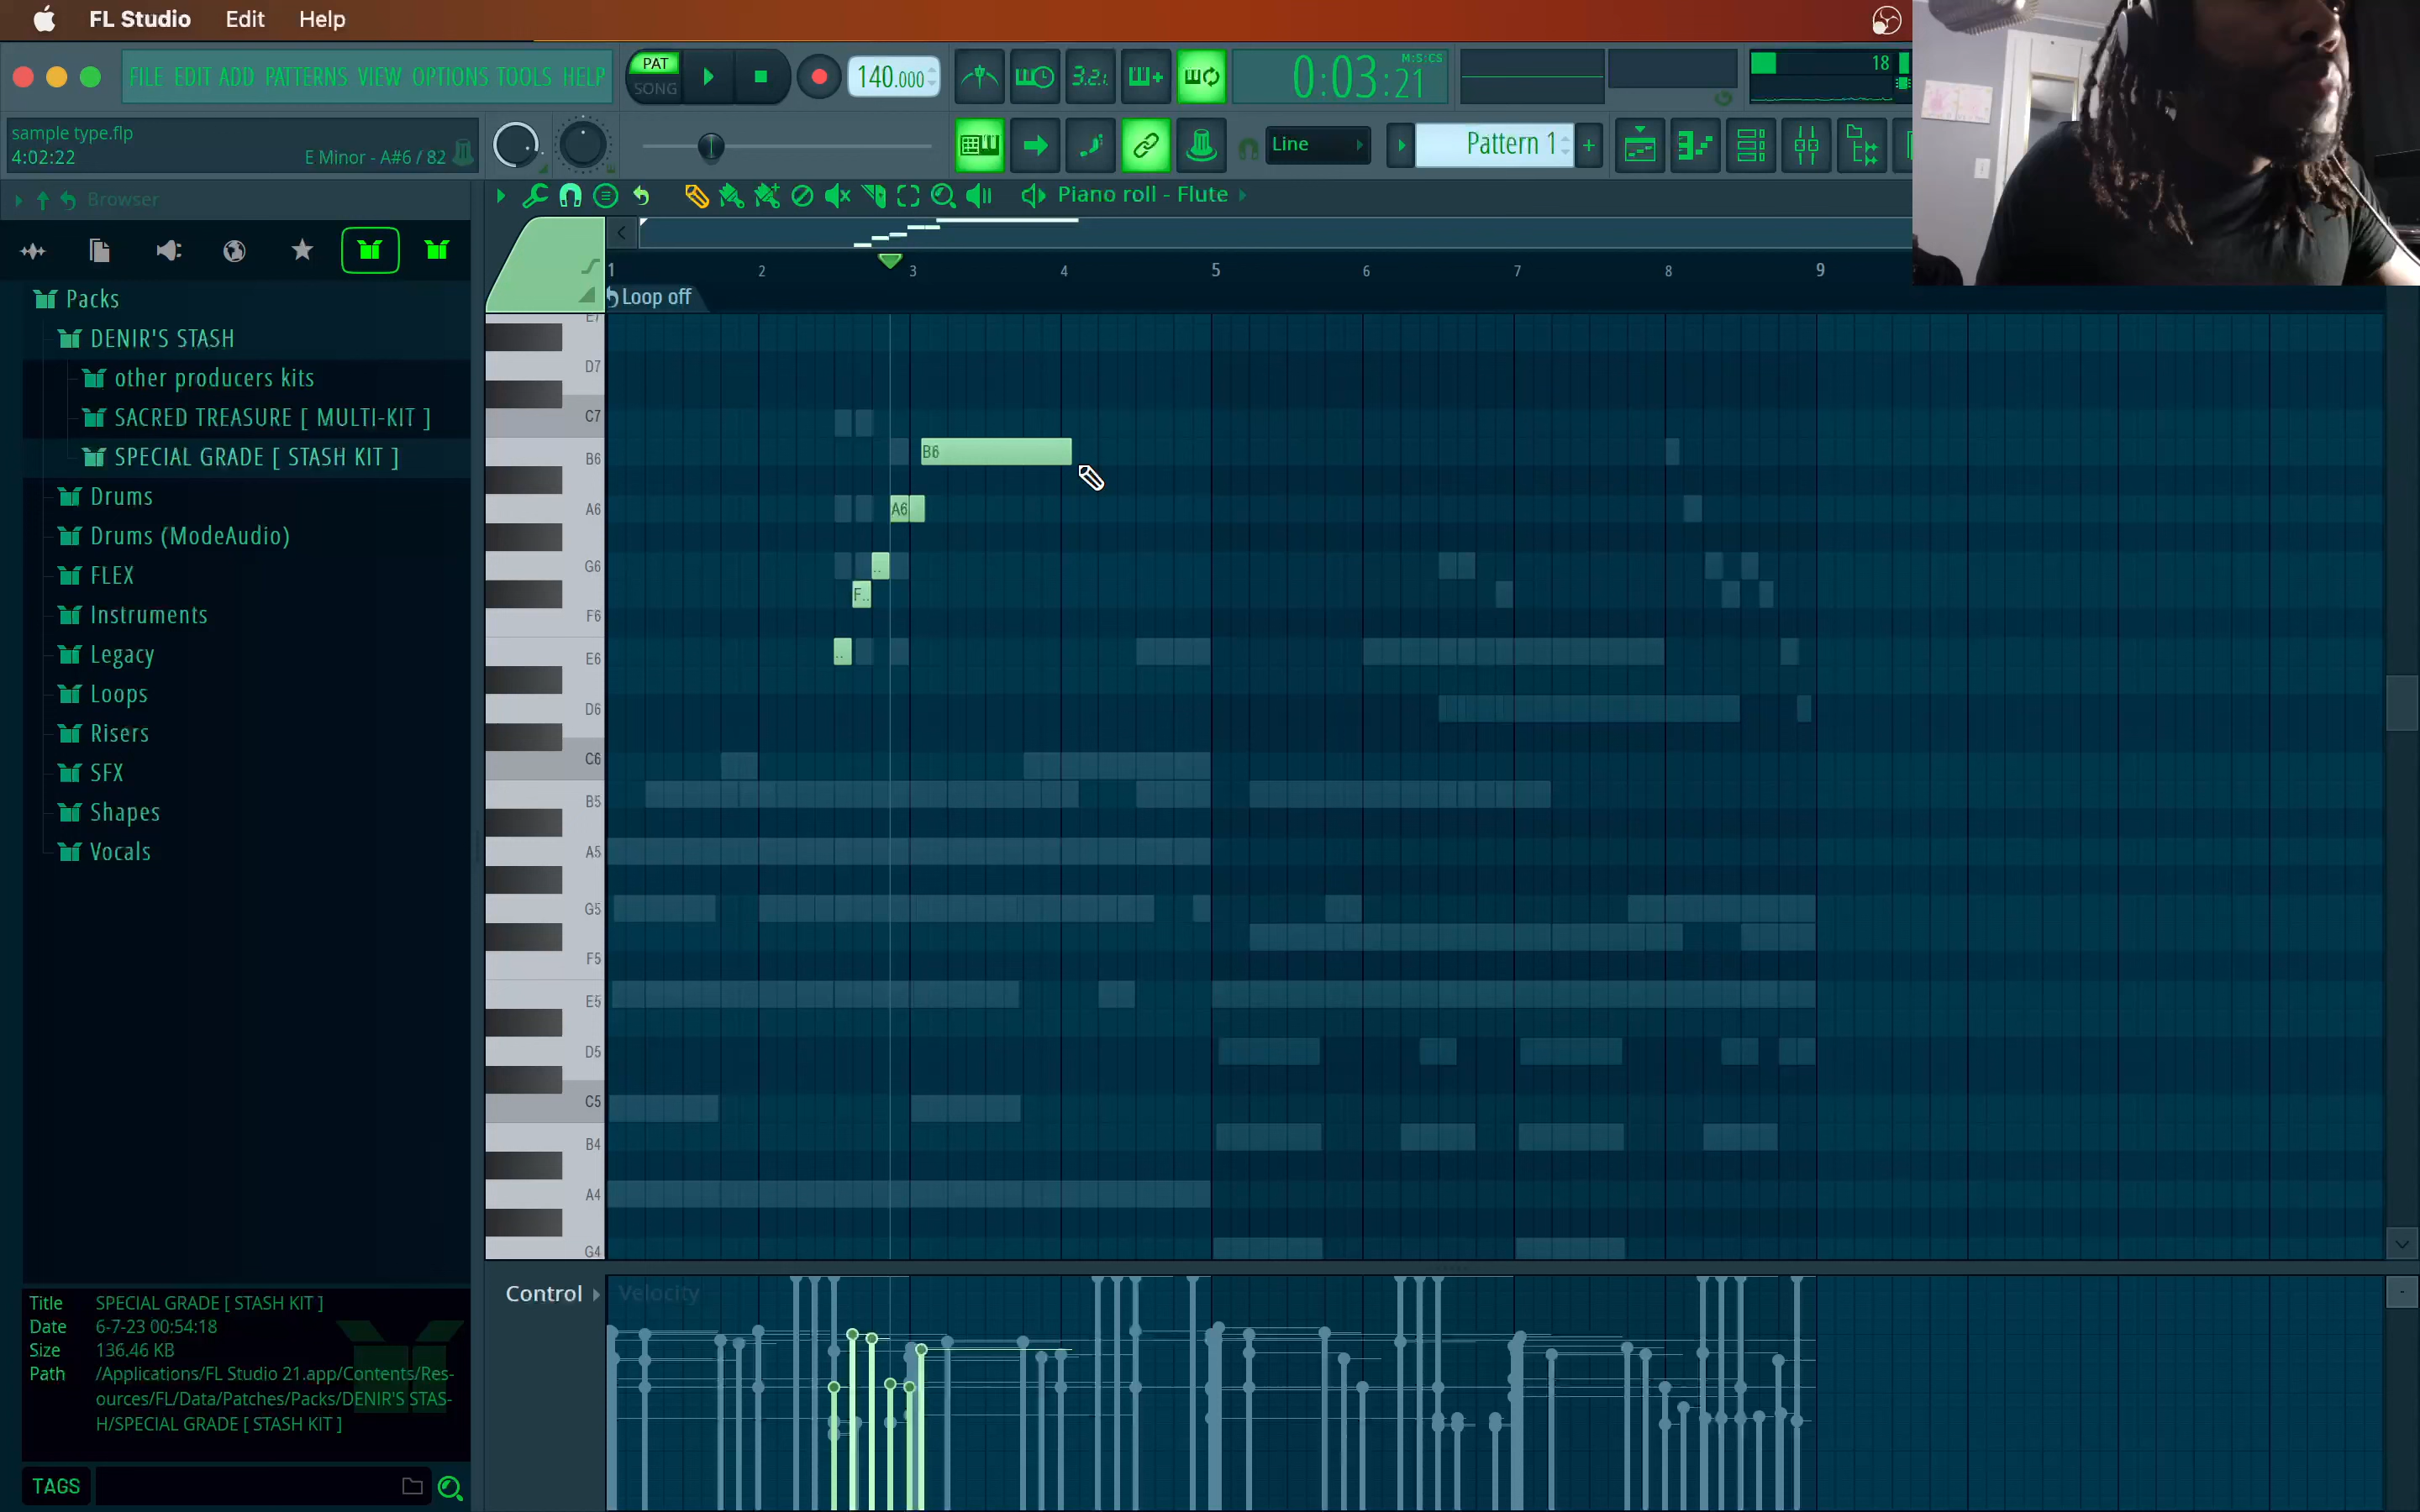 FL Studio Edit Help
FILE EDIT ADD PATTERNS VIEW OPTIONS TOOLS HELP
PAT
SONG
140.000
3.2.
M:S:CS
0:03:21
18
sample type.flp
4:02:22
E Minor - A#6 / 82
Line
Pattern 1
Browser
Piano roll - Flute
1 2 3 4 5 6 7 8 9
Loop off
Packs
DENIR'S STASH
other producers kits
SACRED TREASURE [ MULTI-KIT ]
SPECIAL GRADE [ STASH KIT ]
Drums
Drums (ModeAudio)
FLEX
Instruments
Legacy
Loops
Risers
SFX
Shapes
Vocals
E7
D7
C7
B6
B6
A6
A6
G6
F..
F6
E6
D6
C6
B5
A5
G5
F5
E5
D5
C5
B4
A4
G4
Control
Velocity
Title SPECIAL GRADE [ STASH KIT ]
Date 6-7-23 00:54:18
Size 136.46 KB
Path /Applications/FL Studio 21.app/Contents/Res-
ources/FL/Data/Patches/Packs/DENIR'S STAS-
H/SPECIAL GRADE [ STASH KIT ]
TAGS